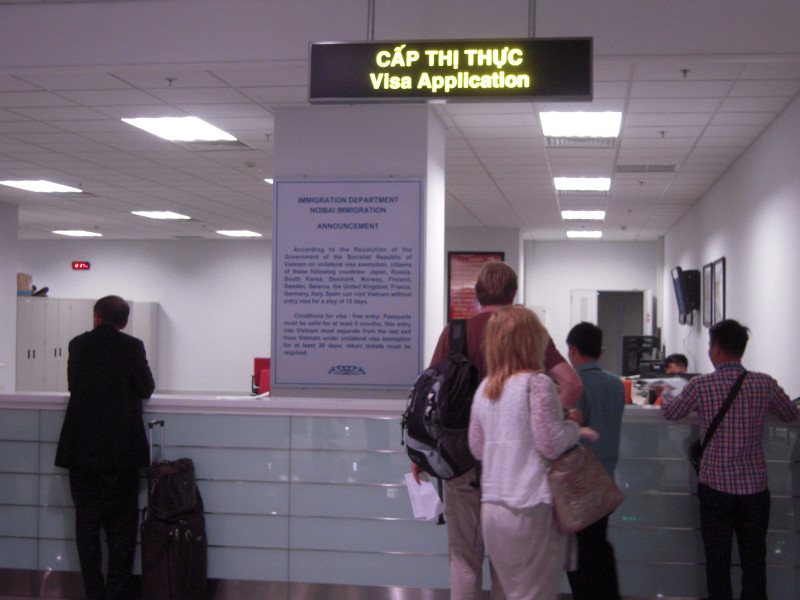 CẤP THỊ THỰC
Visa Application
IMMIGRATION DEPARTMENT
NOIBAI IMMIGRATION
ANNOUNCEMENT
According to the Resolution of the
Government of the Socialist Republic of
Vietnam on unilateral visa exemption, citizens
of these following countries: Japan, Russia,
South Korea, Denmark, Norway, Finland,
Sweden, Belarus, the United Kingdom, France,
Germany, Italy, Spain can visit Vietnam without
entry visa for a stay of 15 days.
Conditions for visa - free entry: Passports
must be valid for at least 6 months; this entry
into Vietnam must separate from the last exit
from Vietnam under unilateral visa exemption
for at least 30 days; return tickets must be
required.